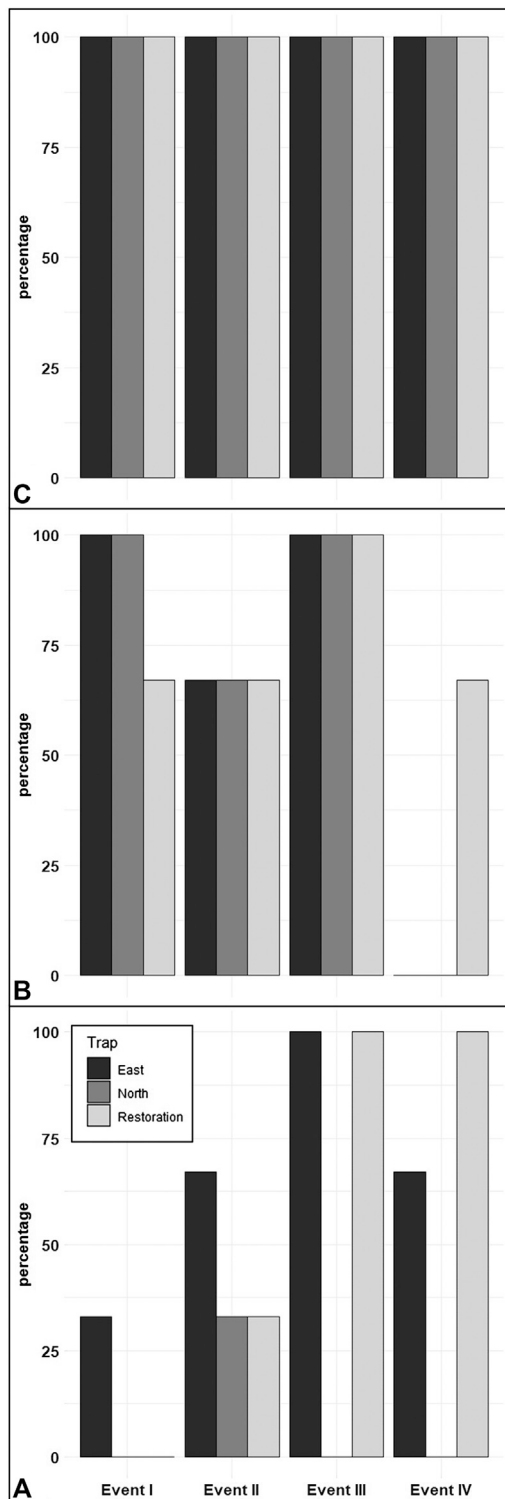 100
75
50
25
0
percentage
C
100
75
50
25
0
percentage
B
100
75
50
25
0
percentage
Trap
East
North
Restoration
A
Event I Event II Event III Event IV